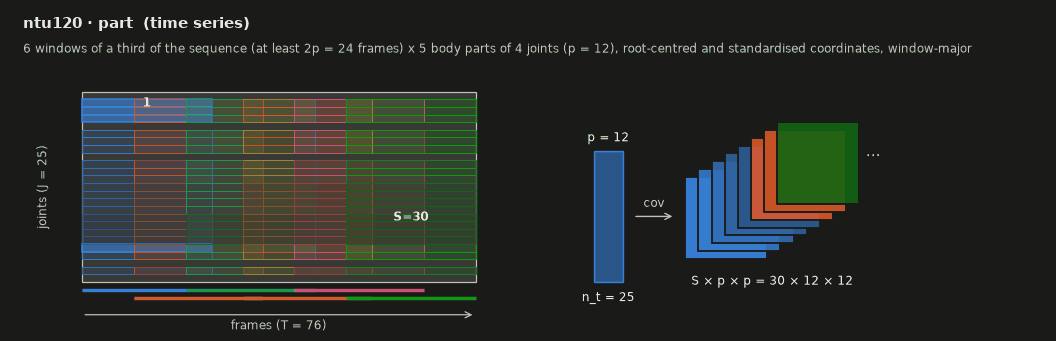 ntu120 · part (time series)
6 windows of a third of the sequence (at least 2p = 24 frames) x 5 body parts of 4 joints (p = 12), root-centred and standardised coordinates, window-major
1
S=30
joints (J = 25)
frames (T = 76)
p = 12
n_t = 25
cov
...
S × p × p = 30 × 12 × 12